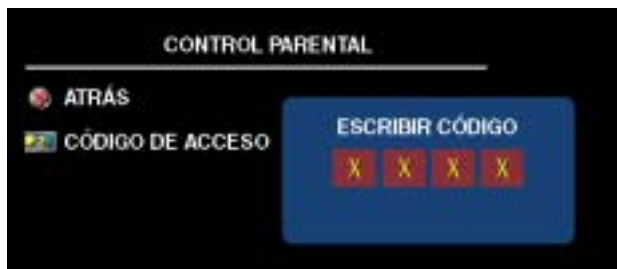 CONTROL PARENTAL
ATRÁS
CÓDIGO DE ACCESO
ESCRIBIR CÓDIGO
X X X X